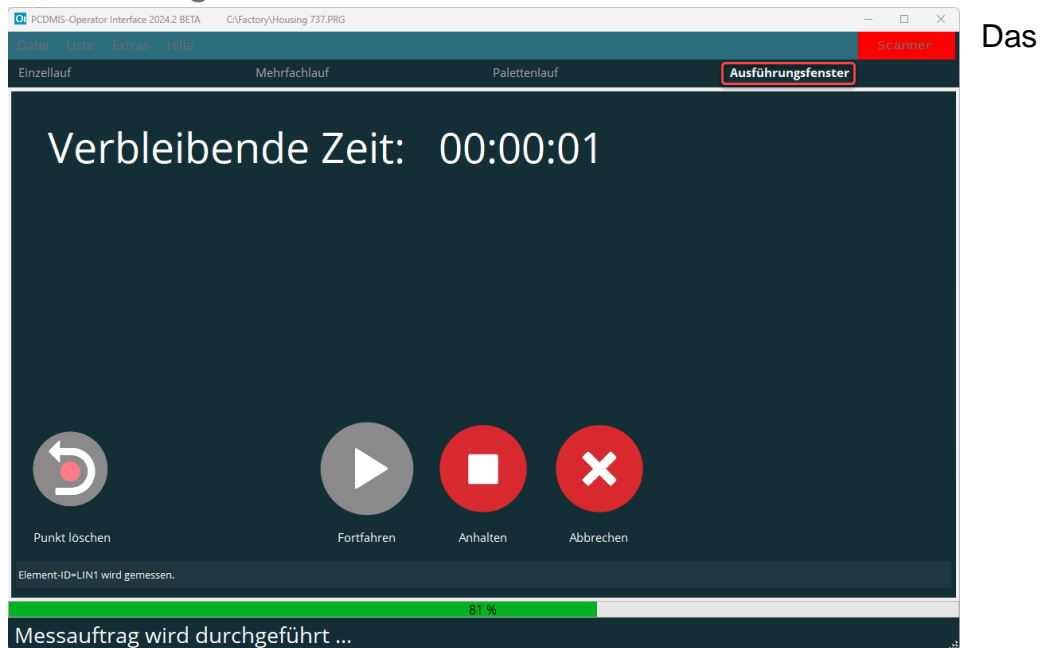 PCDMIS-Operator Interface 2024.2 BETA C:\Factory\Housing 737.PRG
Das
Datei Liste Extras Hilfe Scanner
Einzellauf Mehrfachlauf Palettenlauf Ausführungsfenster
Verbleibende Zeit: 00:00:01
Punkt löschen Fortfahren Anhalten Abbrechen
Element-ID=LIN1 wird gemessen.
81 %
Messauftrag wird durchgeführt ...